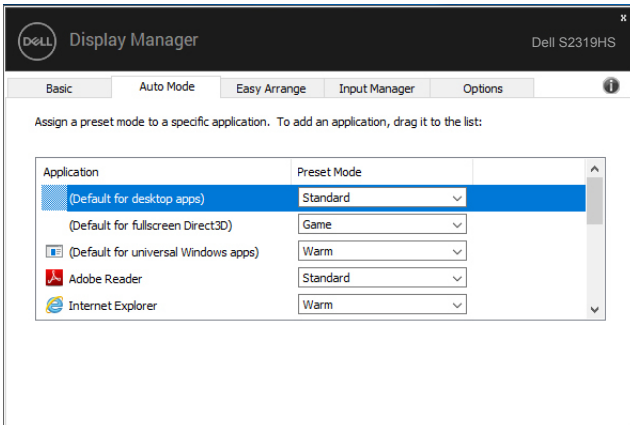 x
DELL Display Manager Dell S2319HS
Basic Auto Mode Easy Arrange Input Manager Options
Assign a preset mode to a specific application. To add an application, drag it to the list:
Application Preset Mode
(Default for desktop apps) Standard
(Default for fullscreen Direct3D) Game
(Default for universal Windows apps) Warm
Adobe Reader Standard
Internet Explorer Warm